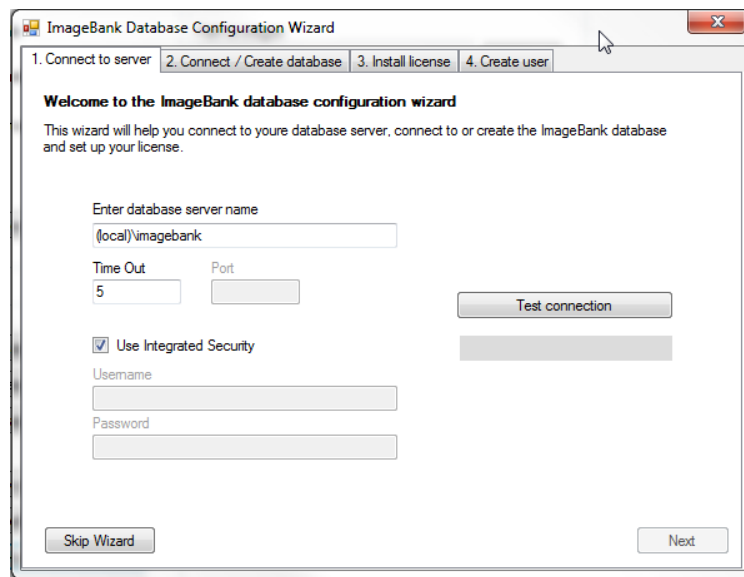 ImageBank Database Configuration Wizard
1. Connect to server
2. Connect / Create database
3. Install license
4. Create user
Welcome to the ImageBank database configuration wizard
This wizard will help you connect to youre database server, connect to or create the ImageBank database
and set up your license.
Enter database server name
(local)\imagebank
Time Out
Port
5
Test connection
Use Integrated Security
Username
Password
Skip Wizard
Next